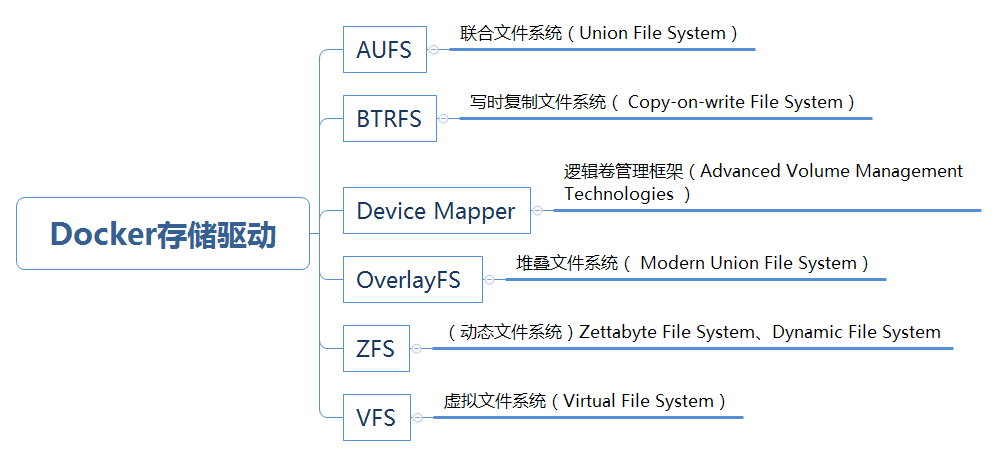 Docker存储驱动
AUFS
联合文件系统（Union File System ）
BTRFS
写时复制文件系统（ Copy-on-write File System ）
Device Mapper
逻辑卷管理框架（Advanced Volume Management
Technologies ）
OverlayFS
堆叠文件系统（ Modern Union File System ）
ZFS
（动态文件系统）Zettabyte File System、Dynamic File System
VFS
虚拟文件系统（Virtual File System ）